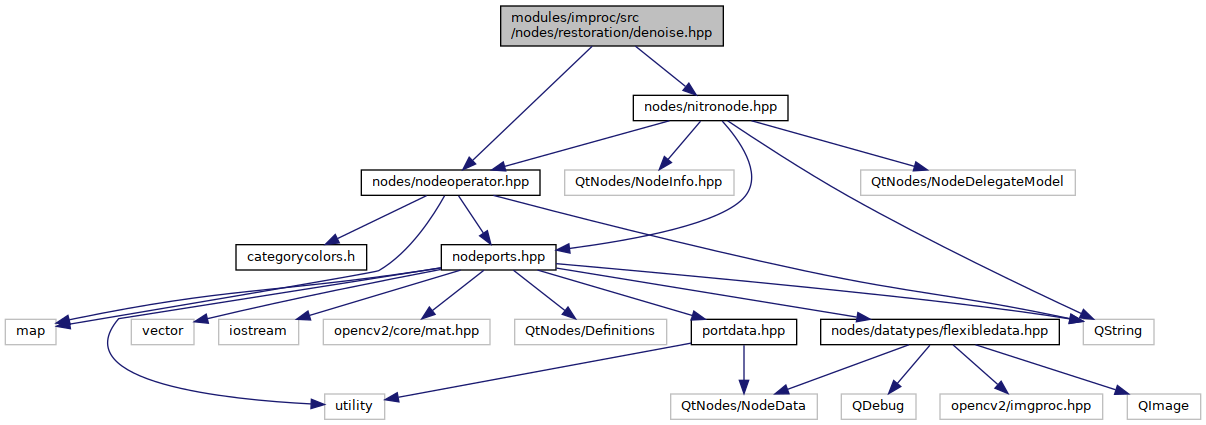 modules/improc/src
/nodes/restoration/denoise.hpp
nodes/nitronode.hpp
nodes/nodeoperator.hpp
QtNodes/NodeInfo.hpp
QtNodes/NodeDelegateModel
categorycolors.h
nodeports.hpp
map
vector
iostream
opencv2/core/mat.hpp
QtNodes/Definitions
portdata.hpp
nodes/datatypes/flexibledata.hpp
QString
utility
QtNodes/NodeData
QDebug
opencv2/imgproc.hpp
QImage